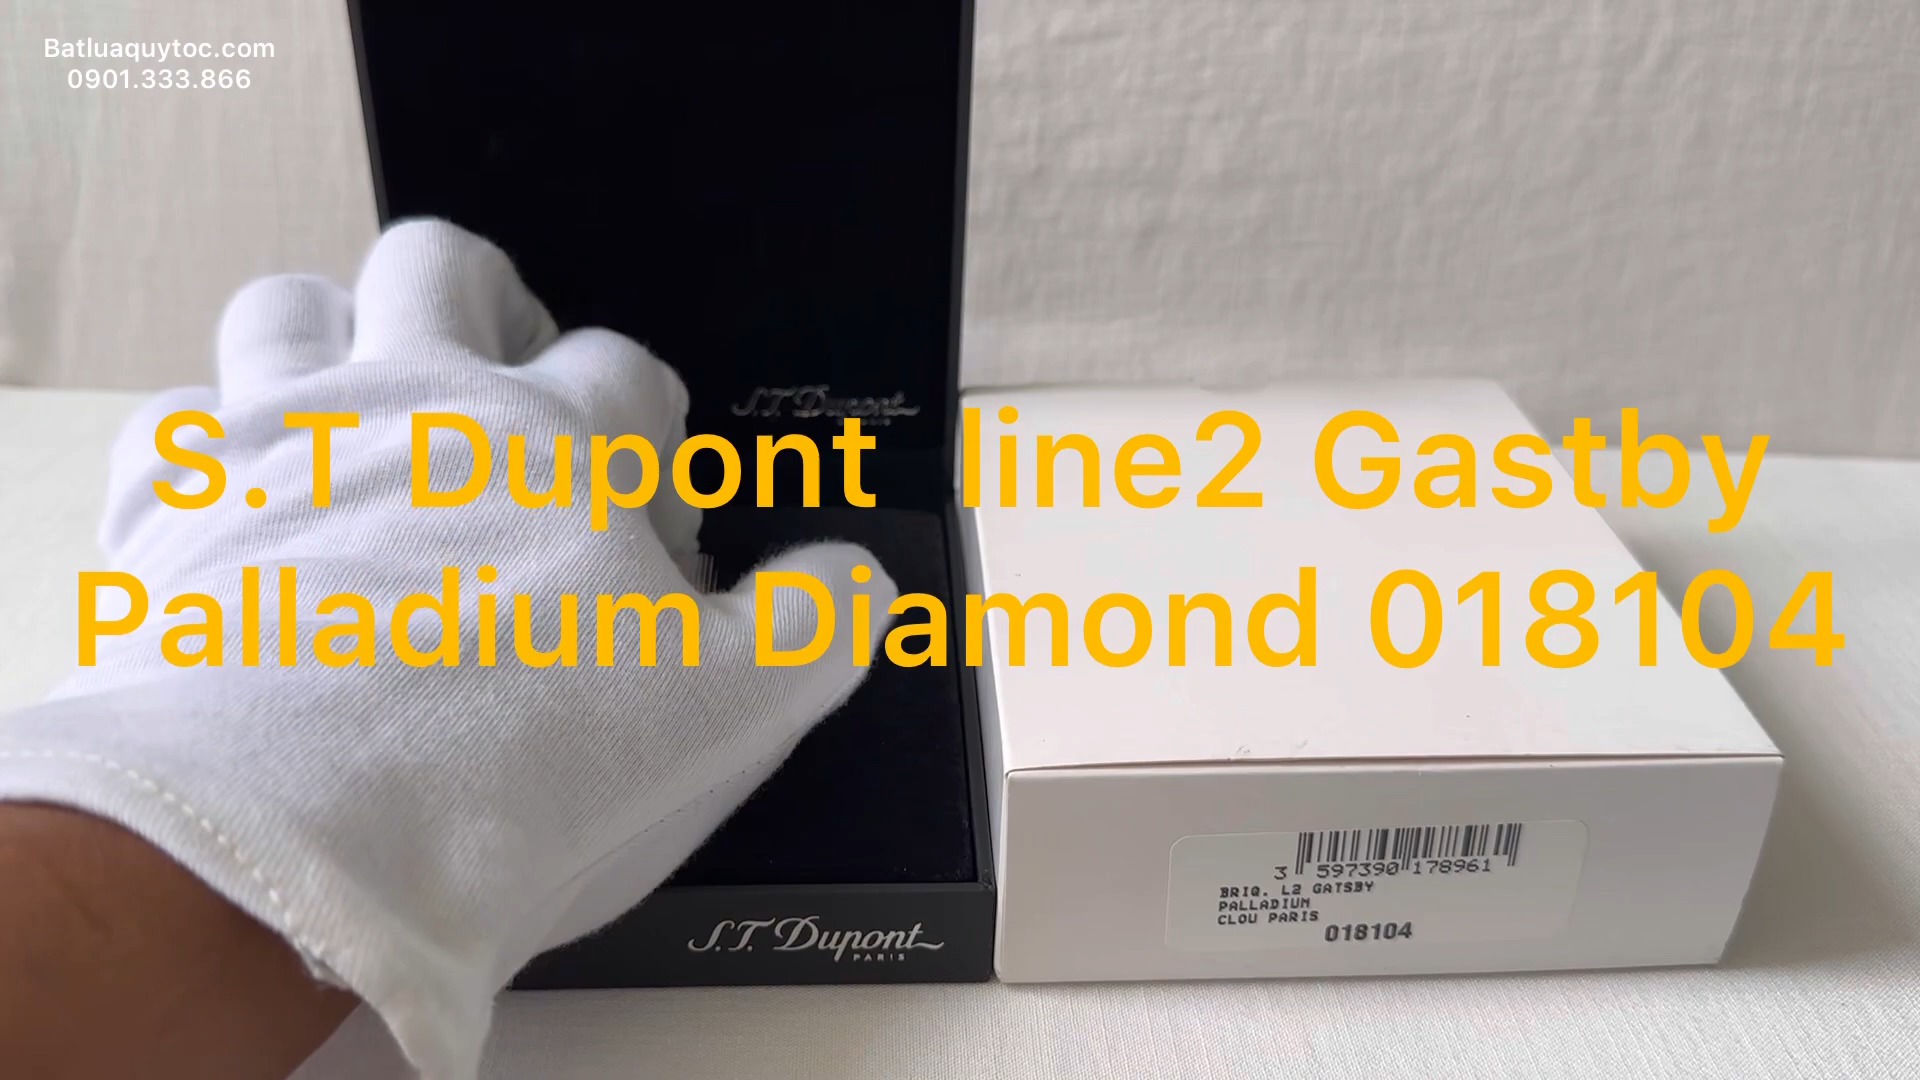 Batluaquytoc.com
0901.333.866
S.T. Dupont
PARIS
S.T Dupont line2 Gastby
Palladium Diamond 018104
3 597390 178961
BRIQ. L2 GATSBY
PALLADIUM
CLOU PARIS
018104
S.T. Dupont
PARIS